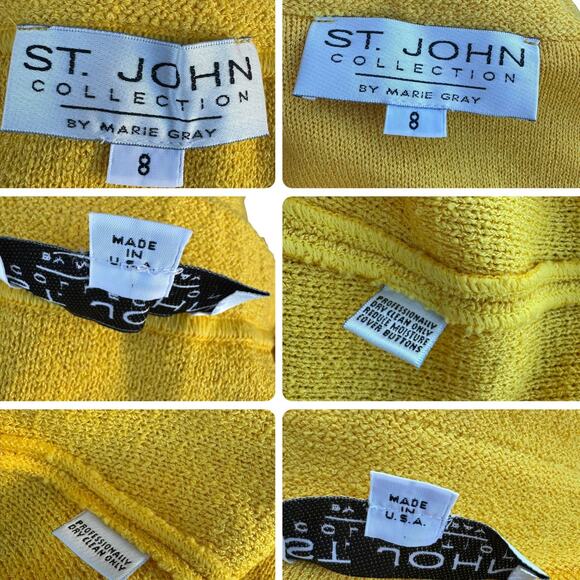 ST. JOHN
COLLECTION
BY MARIE GRAY
8
ST. JOHN
COLLECTION
BY MARIE GRAY
8
MADE
IN
U.S.A.
PROFESSIONALLY
DRY CLEAN ONLY
REDUCE MOISTURE
COVER BUTTONS
PROFESSIONALLY
DRY CLEAN ONLY
MADE
IN
U.S.A.